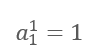 $a_1^1 = 1$